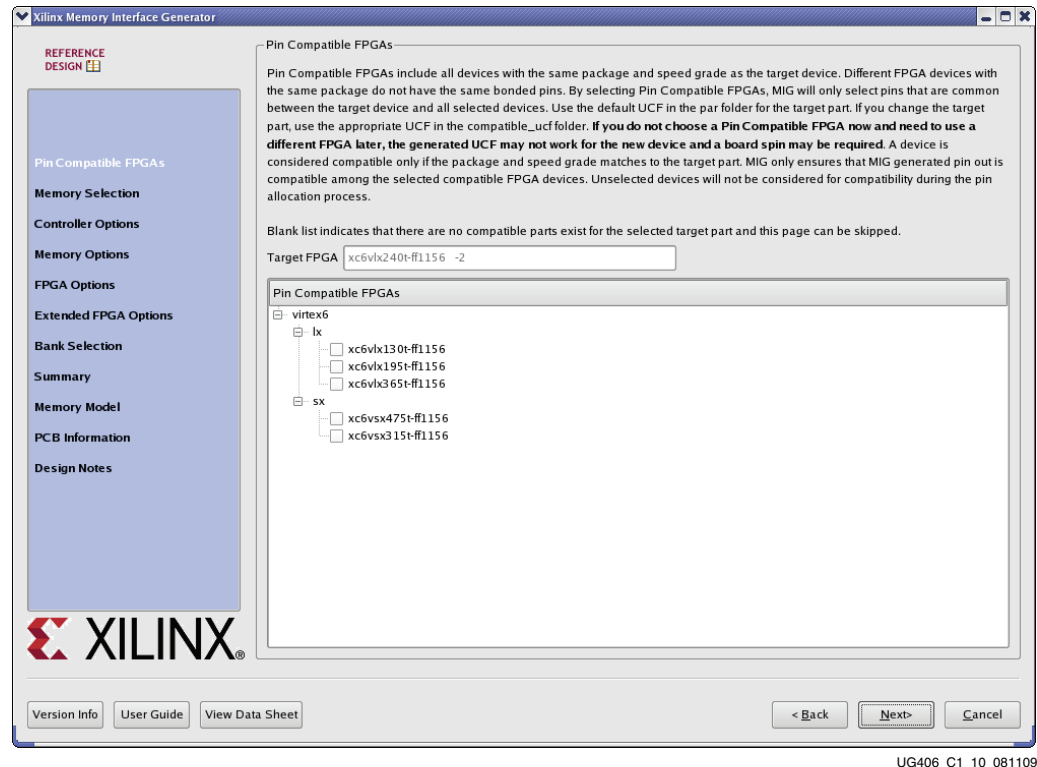 Xilinx Memory Interface Generator
REFERENCE
DESIGN
Pin Compatible FPGAs
Memory Selection
Controller Options
Memory Options
FPGA Options
Extended FPGA Options
Bank Selection
Summary
Memory Model
PCB Information
Design Notes
XILINX®
Pin Compatible FPGAs
Pin Compatible FPGAs include all devices with the same package and speed grade as the target device. Different FPGA devices with
the same package do not have the same bonded pins. By selecting Pin Compatible FPGAs, MIG will only select pins that are common
between the target device and all selected devices. Use the default UCF in the par folder for the target part. If you change the target
part, use the appropriate UCF in the compatible_ucf folder. If you do not choose a Pin Compatible FPGA now and need to use a
different FPGA later, the generated UCF may not work for the new device and a board spin may be required. A device is
considered compatible only if the package and speed grade matches to the target part. MIG only ensures that MIG generated pin out is
compatible among the selected compatible FPGA devices. Unselected devices will not be considered for compatibility during the pin
allocation process.
Blank list indicates that there are no compatible parts exist for the selected target part and this page can be skipped.
Target FPGA xc6vlx240t-ff1156 -2
Pin Compatible FPGAs
virtex6
lx
xc6vlx130t-ff1156
xc6vlx195t-ff1156
xc6vlx365t-ff1156
sx
xc6vsx475t-ff1156
xc6vsx315t-ff1156
Version Info User Guide View Data Sheet < Back Next> Cancel
UG406_C1_10_081109